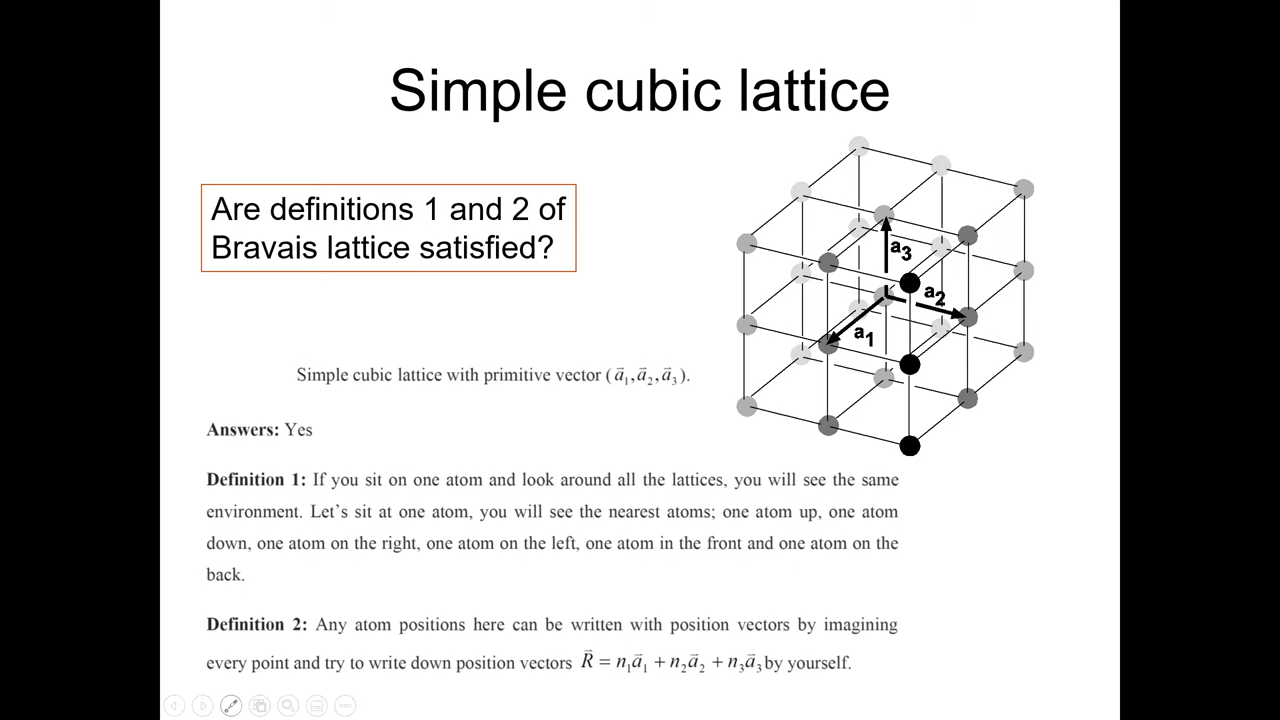 Simple cubic lattice
Are definitions 1 and 2 of
Bravais lattice satisfied?
a3
a2
a1
Simple cubic lattice with primitive vector (a⃗₁,a⃗₂,a⃗₃).
Answers: Yes
Definition 1: If you sit on one atom and look around all the lattices, you will see the same
environment. Let’s sit at one atom, you will see the nearest atoms; one atom up, one atom
down, one atom on the right, one atom on the left, one atom in the front and one atom on the
back.
Definition 2: Any atom positions here can be written with position vectors by imagining
every point and try to write down position vectors R⃗ = n₁a⃗₁ + n₂a⃗₂ + n₃a⃗₃ by yourself.